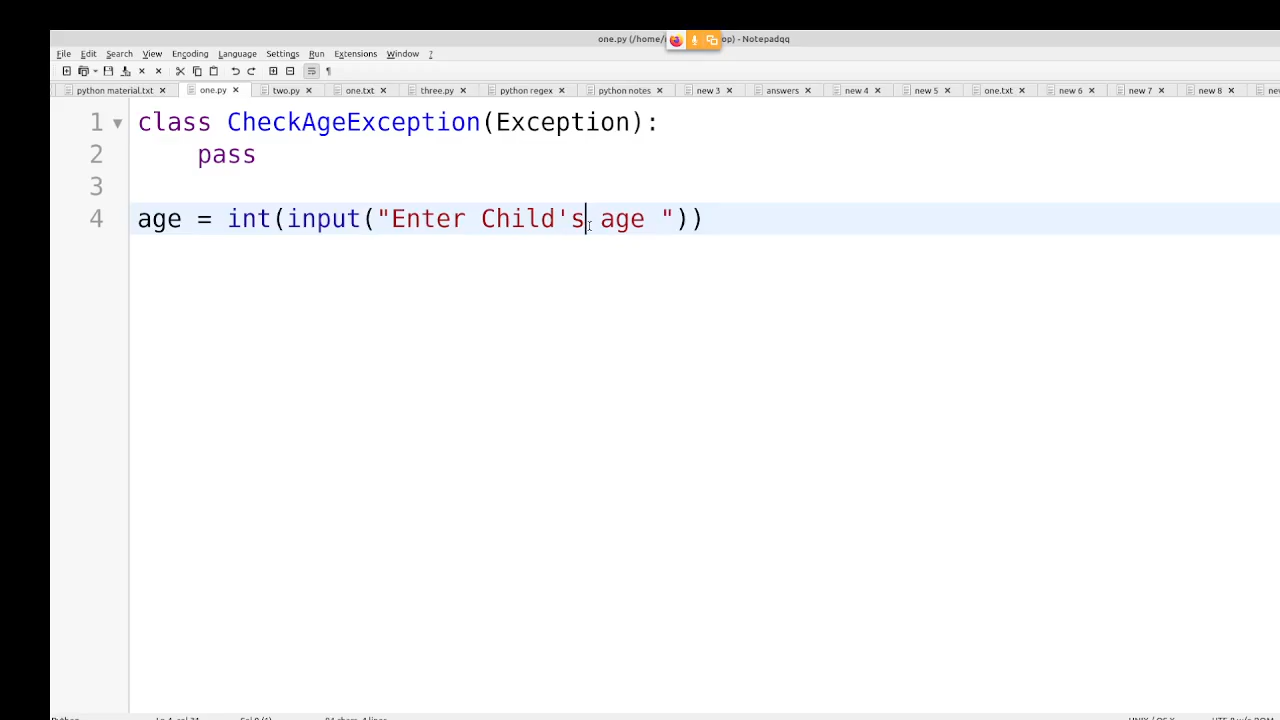 one.py (/home/ op) - Notepadqq
File Edit Search View Encoding Language Settings Run Extensions Window ?
python material.txt one.py two.py one.txt three.py python regex python notes new 3 answers new 4 new 5 one.txt new 6 new 7 new 8
1 class CheckAgeException(Exception):
2 pass
3
4 age = int(input("Enter Child's age "))